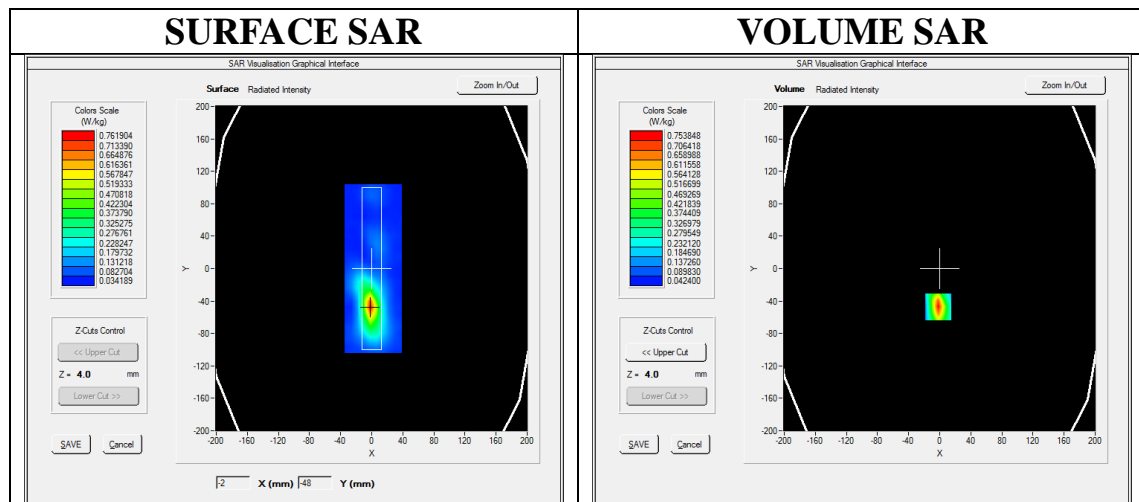 SURFACE SAR
VOLUME SAR
SAR Visualisation Graphical Interface
Surface Radiated Intensity
Zoom In/Out
Colors Scale
(W/kg)
0.761904
0.713390
0.664876
0.616361
0.567847
0.519333
0.470818
0.422304
0.373790
0.325275
0.276761
0.228247
0.179732
0.131218
0.082704
0.034189
Z-Cuts Control
<< Upper Cut
Z = 4.0 mm
Lower Cut >>
SAVE Cancel
200
160
120
80
40
0
-40
-80
-120
-160
-200
Y
-200 -160 -120 -80 -40 0 40 80 120 160 200
X
-2 X (mm) -48 Y (mm)
SAR Visualisation Graphical Interface
Volume Radiated Intensity
Zoom In/Out
Colors Scale
(W/kg)
0.753848
0.706418
0.658988
0.611558
0.564128
0.516699
0.469269
0.421839
0.374409
0.326979
0.279549
0.232120
0.184690
0.137260
0.089830
0.042400
Z-Cuts Control
<< Upper Cut
Z = 4.0 mm
Lower Cut >>
SAVE Cancel
200
160
120
80
40
0
-40
-80
-120
-160
-200
Y
-200 -160 -120 -80 -40 0 40 80 120 160 200
X